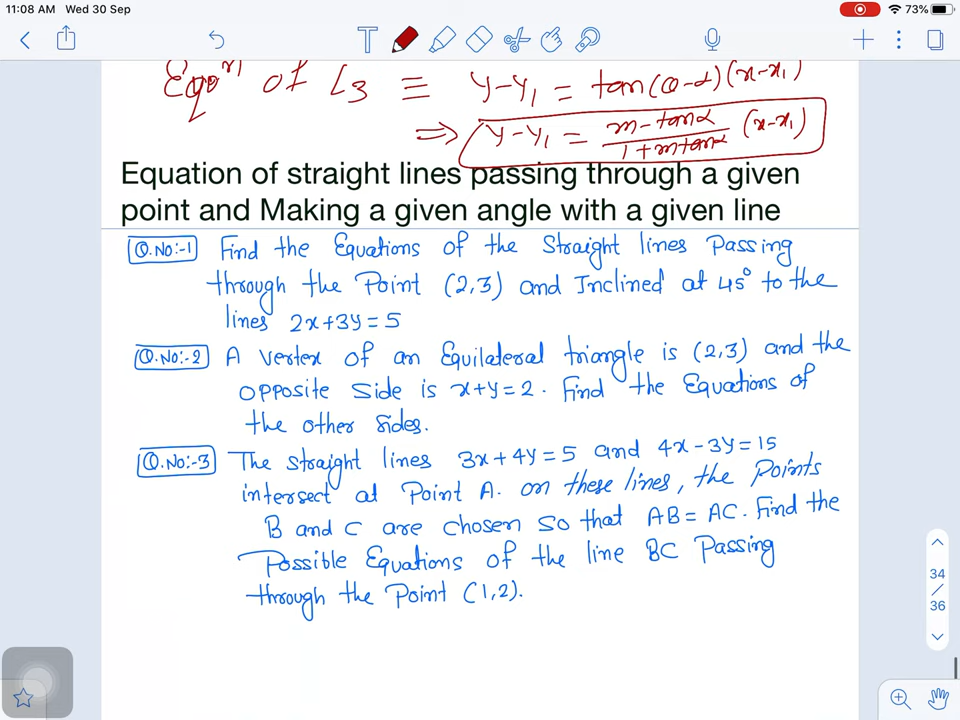 11:08 AM Wed 30 Sep
73%
Eqn of L3 ≡ y-y1 = tan(θ-α)(x-x1)
⇒ y-y1 = (m-tanα)/(1+mtanα) (x-x1)
Equation of straight lines passing through a given
point and Making a given angle with a given line
Q.No:-1 Find the Equations of the Straight lines Passing
through the Point (2,3) and Inclined at 45° to the
lines 2x+3y=5
Q.No:-2 A vertex of an Equilateral triangle is (2,3) and the
opposite side is x+y=2. Find the Equations of
the other sides.
Q.No:-3 The straight lines 3x+4y=5 and 4x-3y=15
intersect at Point A. on these lines, the Points
B and C are chosen so that AB=AC. Find the
Possible Equations of the line BC Passing
through the Point (1,2).
34
/
36